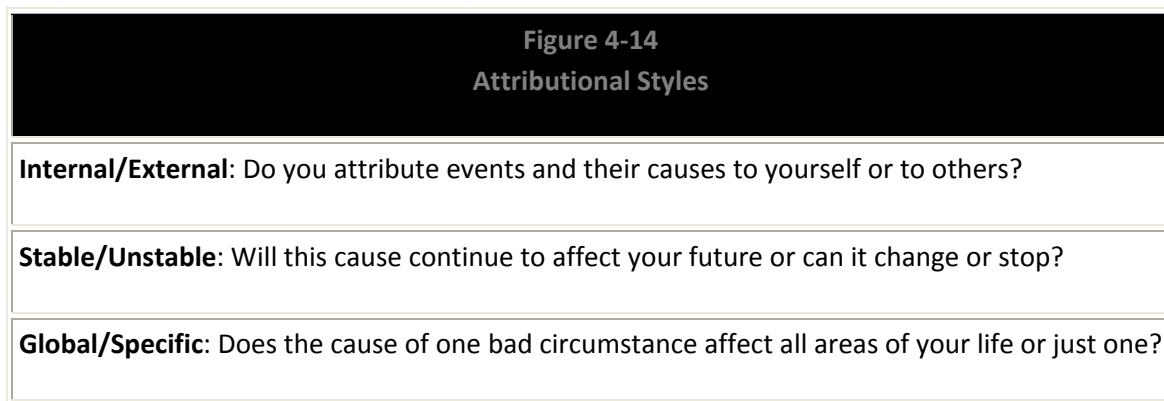 Figure 4-14
Attributional Styles
Internal/External: Do you attribute events and their causes to yourself or to others?
Stable/Unstable: Will this cause continue to affect your future or can it change or stop?
Global/Specific: Does the cause of one bad circumstance affect all areas of your life or just one?